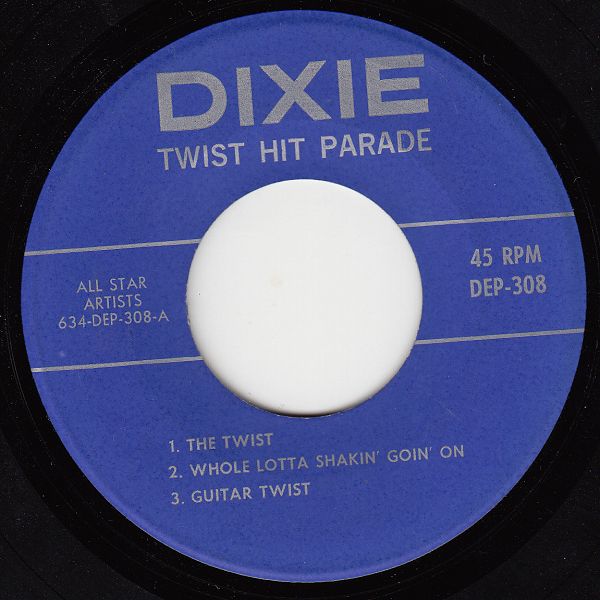 DIXIE
TWIST HIT PARADE
ALL STAR
ARTISTS
634-DEP-308-A
45 RPM
DEP-308
1. THE TWIST
2. WHOLE LOTTA SHAKIN' GOIN' ON
3. GUITAR TWIST